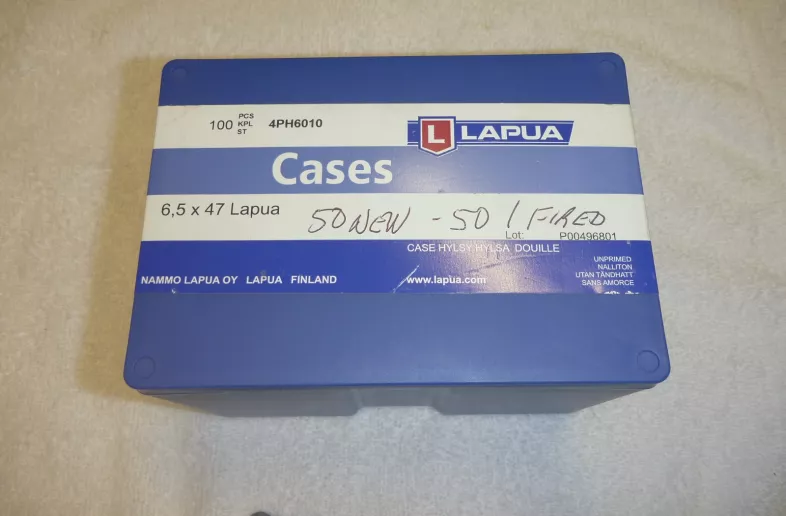 100 PCS KPL ST 4PH6010
L LAPUA
Cases
6,5 x 47 Lapua 50 NEW - 50 1 FIRED
Lot: P00496801
CASE HYLSY HYLSA DOUILLE
UNPRIMED
NALLITON
UTAN TÄNDHATT
SANS AMORCE
NAMMO LAPUA OY LAPUA FINLAND www.lapua.com